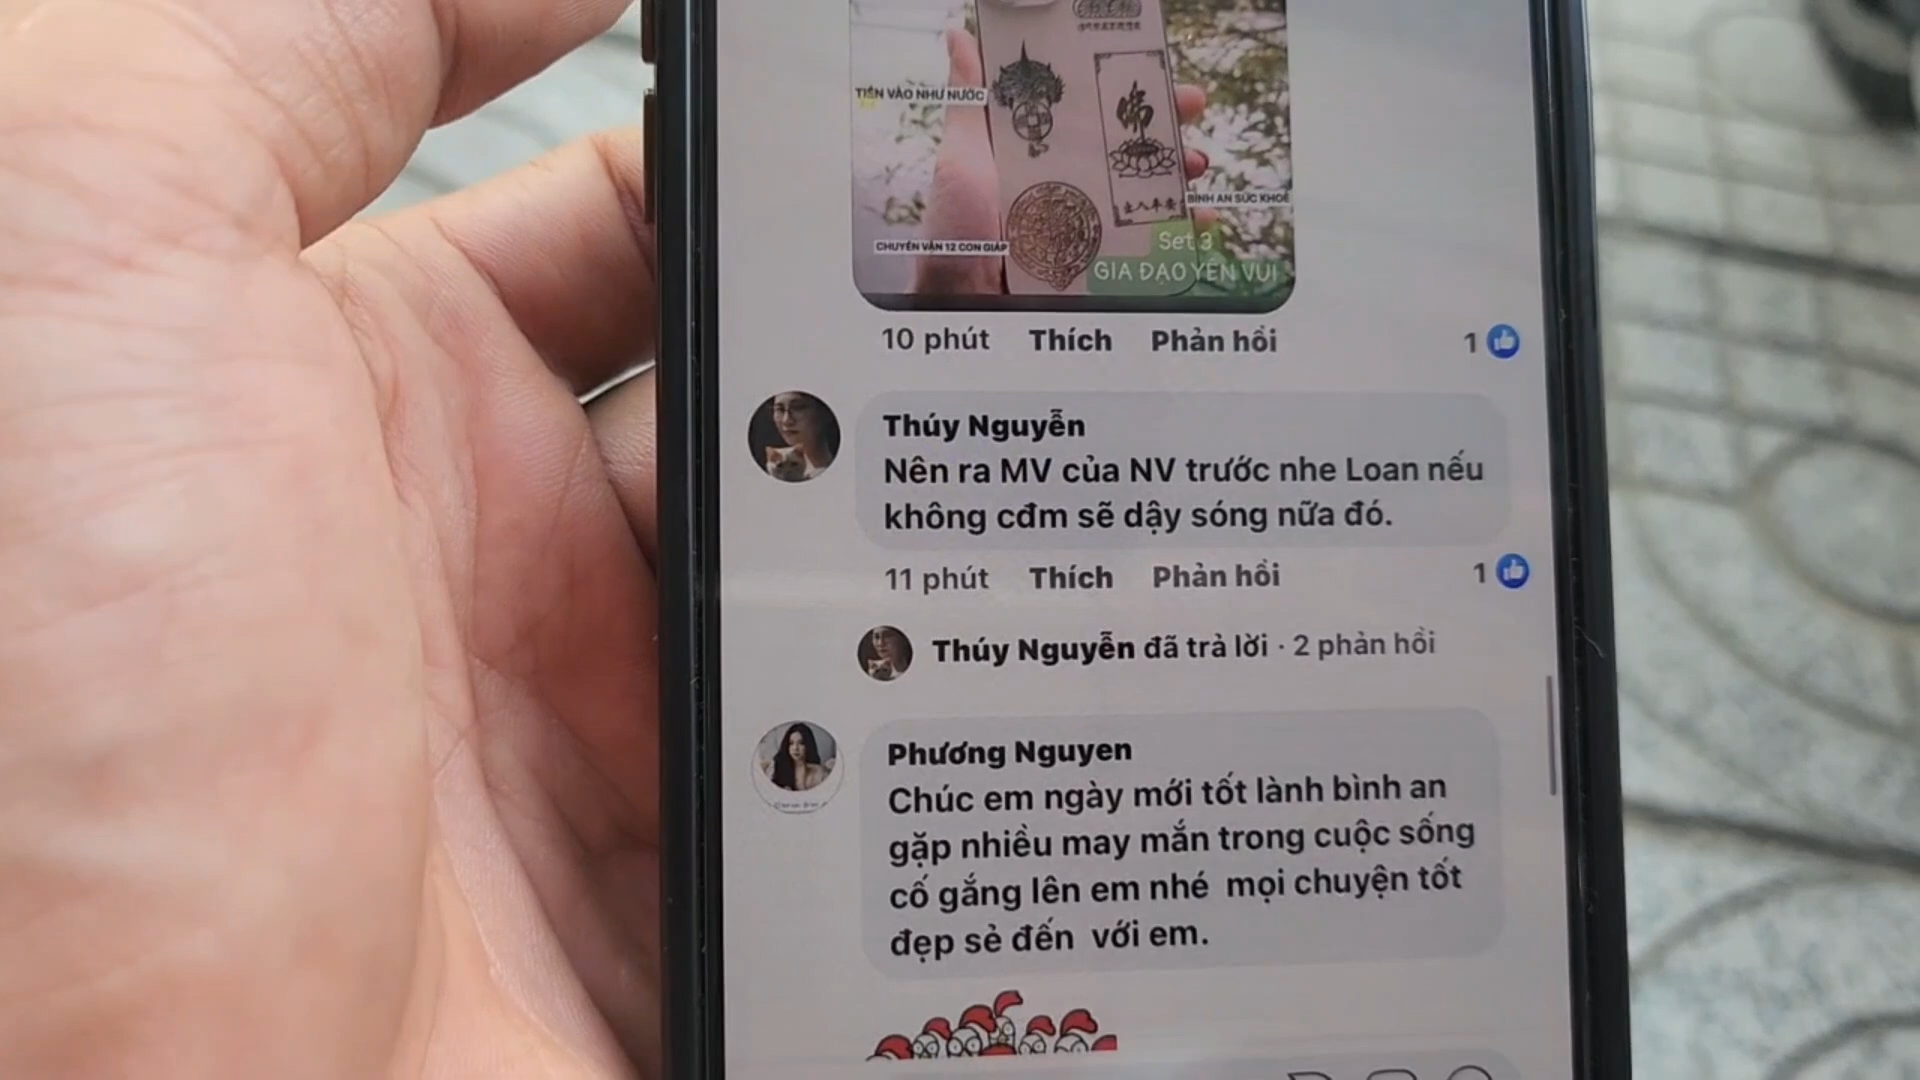 TIỀN VÀO NHƯ NƯỚC
佛
BÌNH AN SỨC KHOẺ
CHUYỂN VẬN 12 CON GIÁP
Set 3
GIA ĐẠO YÊN VUI
10 phút Thích Phản hồi 1
Thúy Nguyễn
Nên ra MV của NV trước nhe Loan nếu
không cđm sẽ dậy sóng nữa đó.
11 phút Thích Phản hồi 1
Thúy Nguyễn đã trả lời · 2 phản hồi
Phương Nguyen
Chúc em ngày mới tốt lành bình an
gặp nhiều may mắn trong cuộc sống
cố gắng lên em nhé mọi chuyện tốt
đẹp sẻ đến với em.